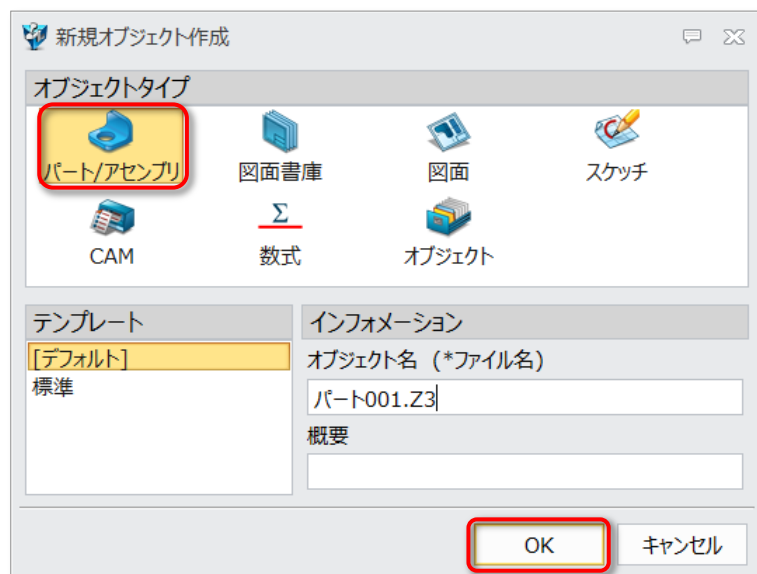 新規オブジェクト作成
オブジェクトタイプ
パート/アセンブリ 図面書庫 図面 スケッチ
Σ
CAM 数式 オブジェクト
テンプレート
[デフォルト]
標準
インフォメーション
オブジェクト名 (*ファイル名)
パート001.Z3
概要
OK キャンセル